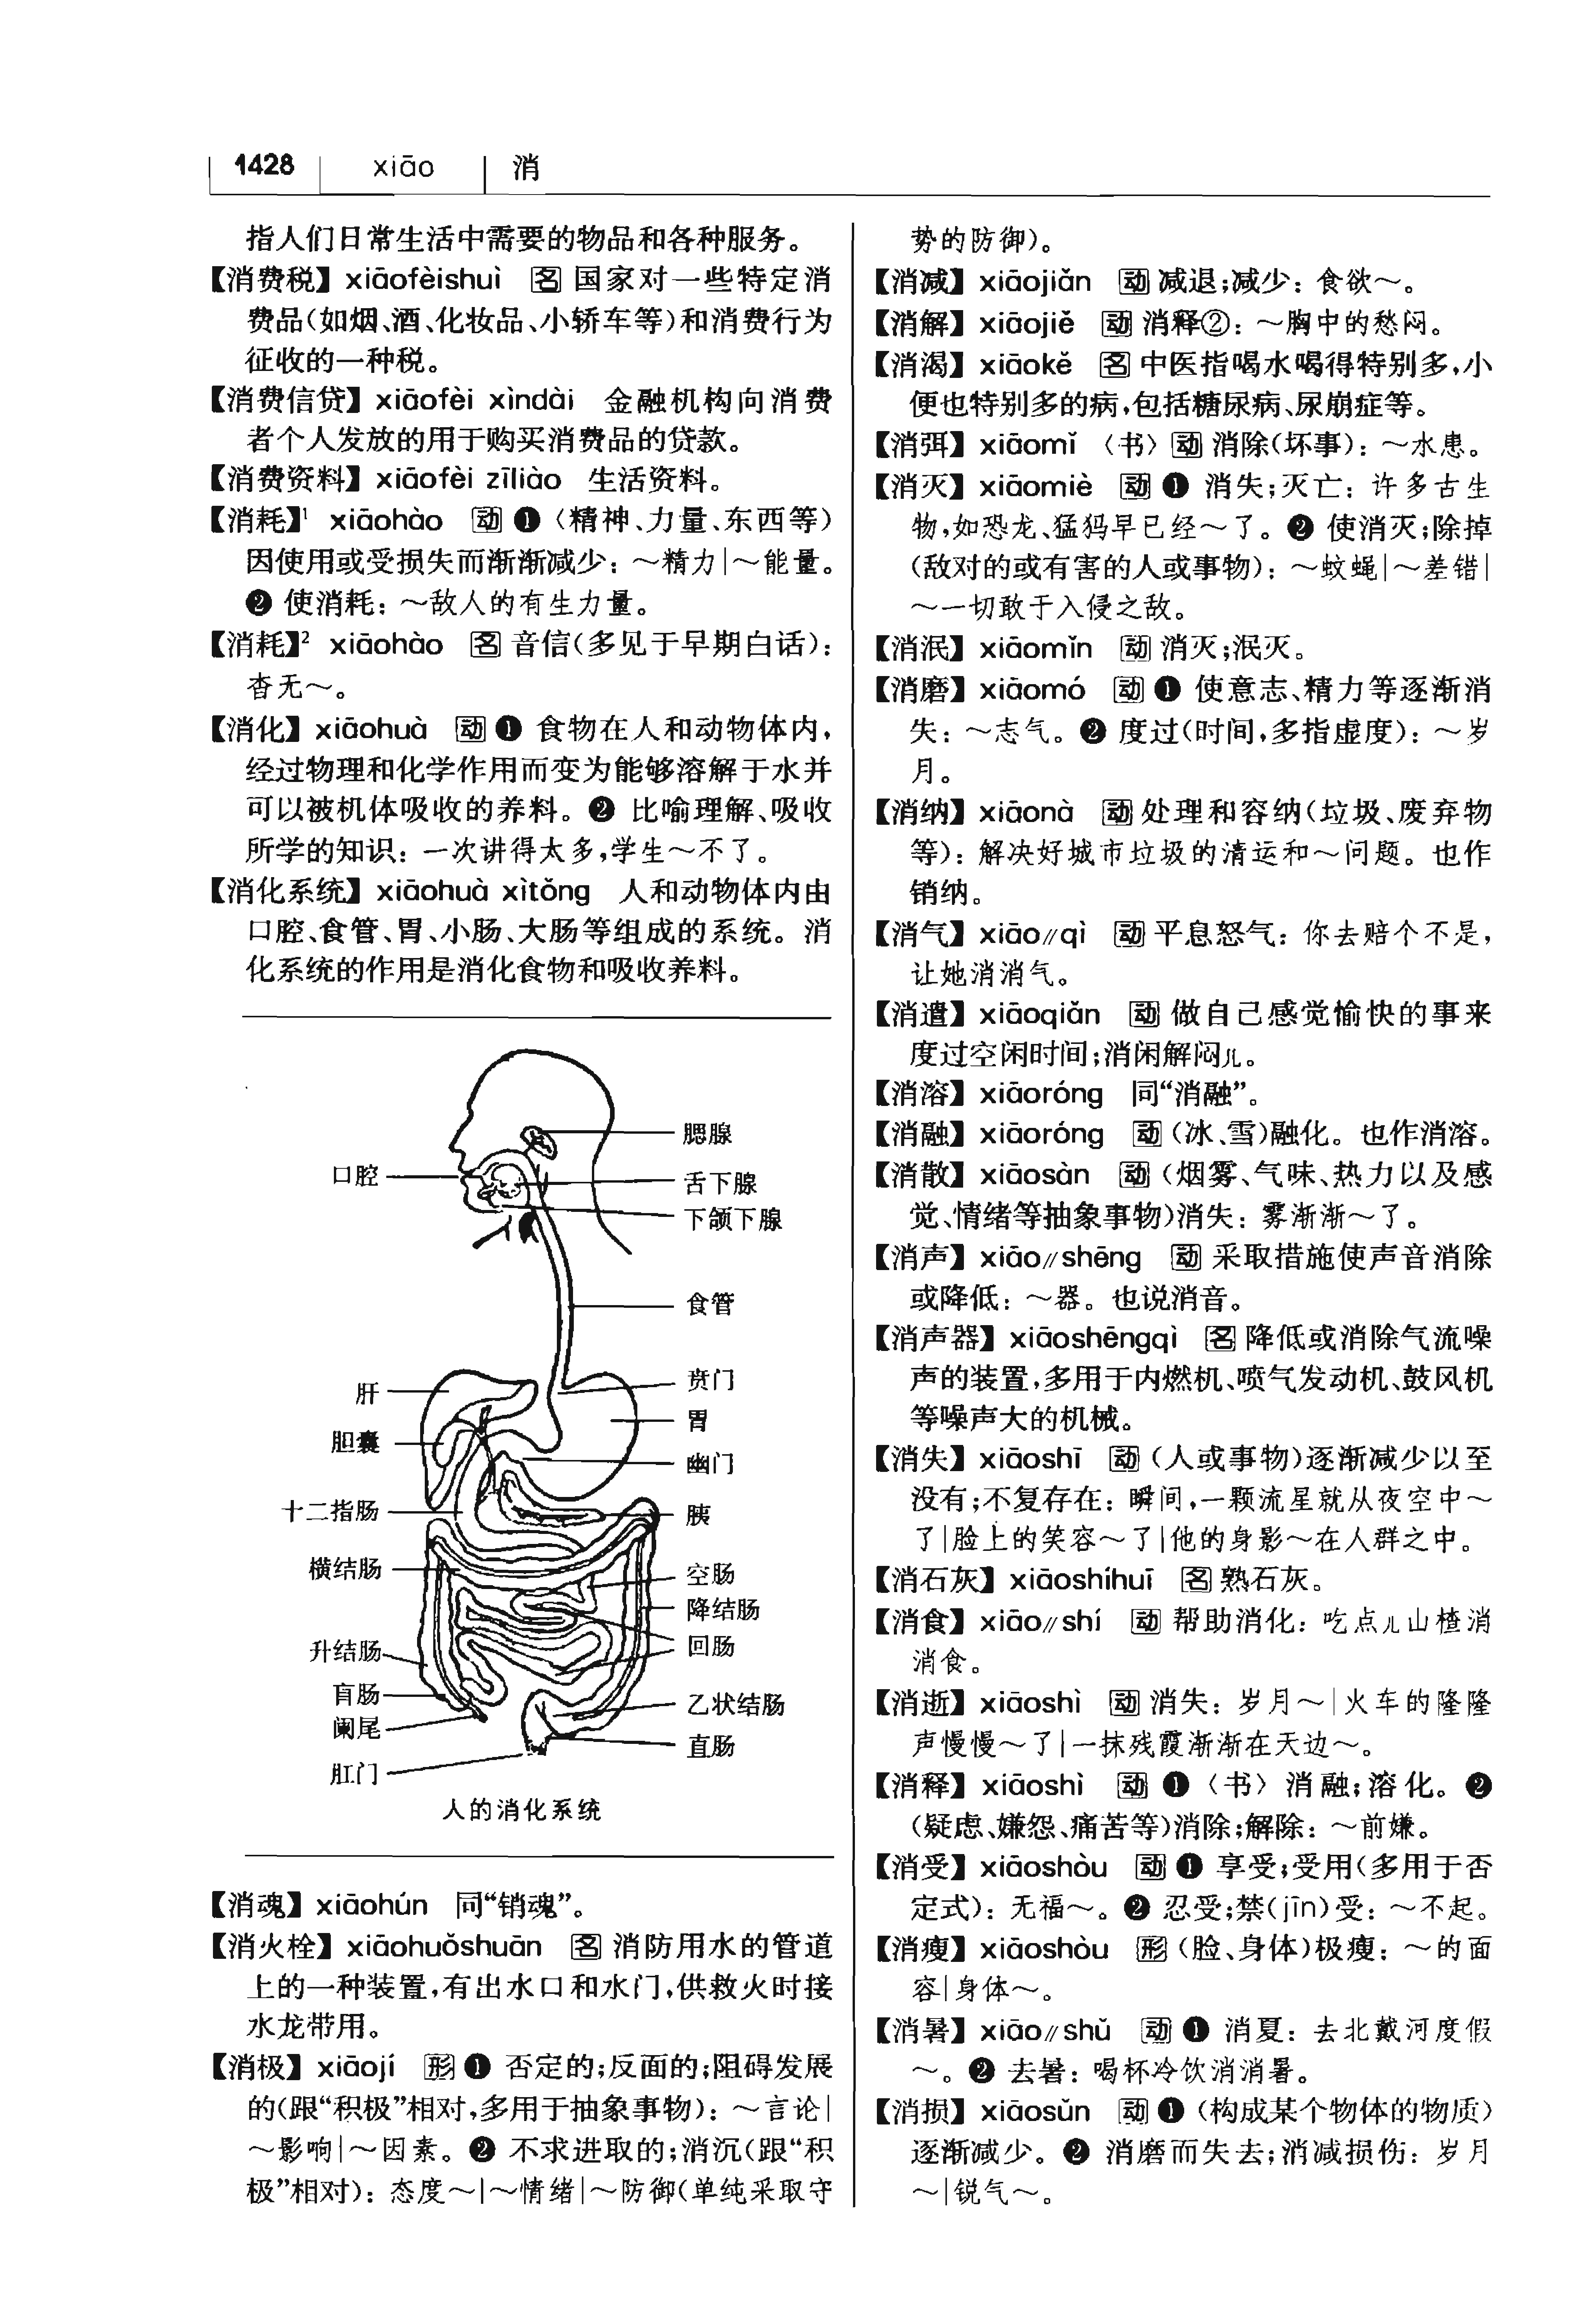 1428 xiāo 消
指人们日常生活中需要的物品和各种服务。
【消费税】xiāofèishuì 名 国家对一些特定消
费品(如烟、酒、化妆品、小轿车等)和消费行为
征收的一种税。
【消费信贷】xiāofèi xìndài 金融机构向消费
者个人发放的用于购买消费品的贷款。
【消费资料】xiāofèi zīliào 生活资料。
【消耗】¹ xiāohào 动 ❶（精神、力量、东西等）
因使用或受损失而渐渐减少：～精力|～能量。
❷ 使消耗：～敌人的有生力量。
【消耗】² xiāohào 名 音信(多见于早期白话)：
杳无～。
【消化】xiāohuà 动 ❶ 食物在人和动物体内，
经过物理和化学作用而变为能够溶解于水并
可以被机体吸收的养料。❷ 比喻理解、吸收
所学的知识：一次讲得太多,学生～不了。
【消化系统】xiāohuà xìtǒng 人和动物体内由
口腔、食管、胃、小肠、大肠等组成的系统。消
化系统的作用是消化食物和吸收养料。
腮腺
口腔
舌下腺
下颌下腺
食管
肝
贲门
胃
胆囊
幽门
十二指肠
胰
横结肠
空肠
降结肠
升结肠
回肠
盲肠
乙状结肠
阑尾
直肠
肛门
人的消化系统
【消魂】xiāohún 同“销魂”。
【消火栓】xiāohuǒshuān 名 消防用水的管道
上的一种装置,有出水口和水门,供救火时接
水龙带用。
【消极】xiāojí 形 ❶ 否定的;反面的;阻碍发展
的(跟“积极”相对,多用于抽象事物)：～言论|
～影响|～因素。❷ 不求进取的;消沉(跟“积
极”相对)：态度～|～情绪|～防御(单纯采取守
势的防御)。
【消减】xiāojiǎn 动 减退;减少：食欲～。
【消解】xiāojiě 动 消释②：～胸中的愁闷。
【消渴】xiāokě 名 中医指喝水喝得特别多,小
便也特别多的病,包括糖尿病、尿崩症等。
【消弭】xiāomǐ 〈书〉动 消除(坏事)：～水患。
【消灭】xiāomiè 动 ❶ 消失;灭亡：许多古生
物,如恐龙、猛犸早已经～了。❷ 使消灭;除掉
(敌对的或有害的人或事物)：～蚊蝇|～差错|
～一切敢于入侵之敌。
【消泯】xiāomǐn 动 消灭;泯灭。
【消磨】xiāomó 动 ❶ 使意志、精力等逐渐消
失：～志气。❷ 度过(时间,多指虚度)：～岁
月。
【消纳】xiāonà 动 处理和容纳(垃圾、废弃物
等)：解决好城市垃圾的清运和～问题。也作
销纳。
【消气】xiāo//qì 动 平息怒气：你去赔个不是，
让她消消气。
【消遣】xiāoqiǎn 动 做自己感觉愉快的事来
度过空闲时间;消闲解闷儿。
【消溶】xiāoróng 同“消融”。
【消融】xiāoróng 动 (冰、雪)融化。也作消溶。
【消散】xiāosàn 动 (烟雾、气味、热力以及感
觉、情绪等抽象事物)消失：雾渐渐～了。
【消声】xiāo//shēng 动 采取措施使声音消除
或降低：～器。也说消音。
【消声器】xiāoshēngqì 名 降低或消除气流噪
声的装置,多用于内燃机、喷气发动机、鼓风机
等噪声大的机械。
【消失】xiāoshī 动 (人或事物)逐渐减少以至
没有;不复存在：瞬间,一颗流星就从夜空中～
了|脸上的笑容～了|他的身影～在人群之中。
【消石灰】xiāoshíhuī 名 熟石灰。
【消食】xiāo//shí 动 帮助消化：吃点儿山楂消
消食。
【消逝】xiāoshì 动 消失：岁月～|火车的隆隆
声慢慢～了|一抹残霞渐渐在天边～。
【消释】xiāoshì 动 ❶〈书〉消融;溶化。❷
(疑虑、嫌怨、痛苦等)消除;解除：～前嫌。
【消受】xiāoshòu 动 ❶ 享受;受用(多用于否
定式)：无福～。❷ 忍受;禁(jīn)受：～不起。
【消瘦】xiāoshòu 形 (脸、身体)极瘦：～的面
容|身体～。
【消暑】xiāo//shǔ 动 ❶ 消夏：去北戴河度假
～。❷ 去暑：喝杯冷饮消消暑。
【消损】xiāosǔn 动 ❶（构成某个物体的物质）
逐渐减少。❷ 消磨而失去;消减损伤：岁月
～|锐气～。